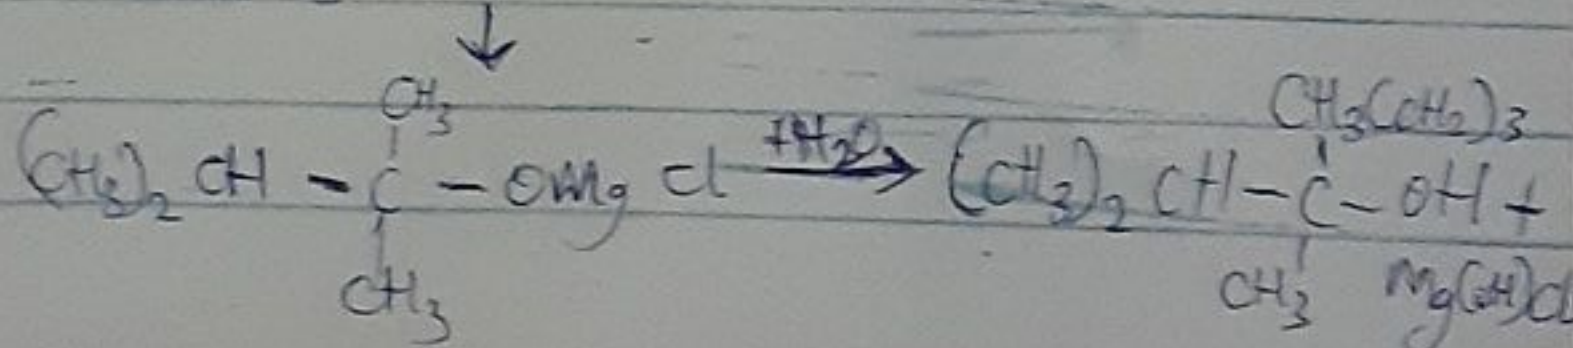 ↓
CH₃ CH₃(CH₂)₃
(CH₃)₂ CH - C - OMg Cl +H₂O → (CH₃)₂ CH - C - OH +
CH₃ CH₃ Mg(OH)Cl